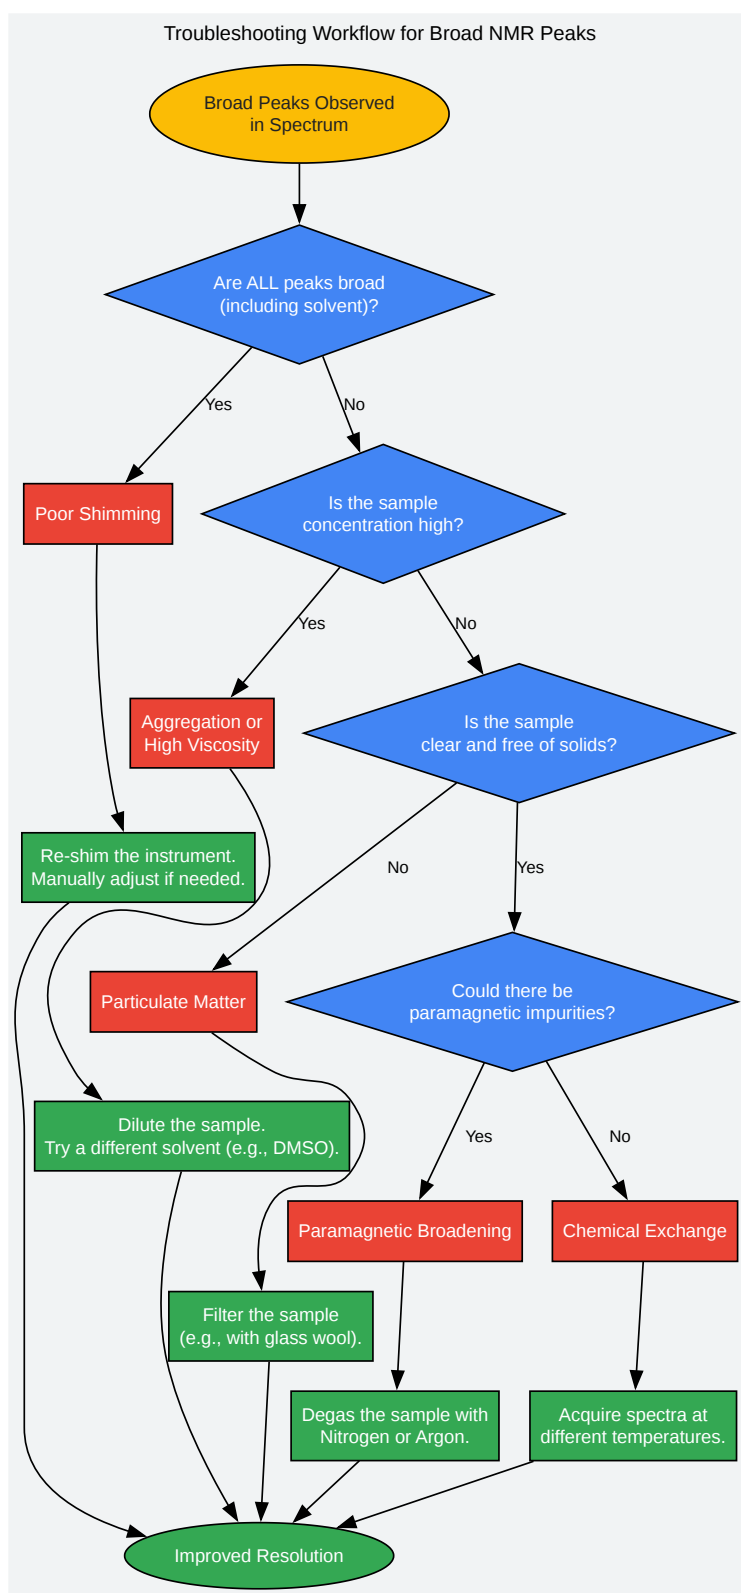 Troubleshooting Workflow for Broad NMR Peaks
Broad Peaks Observed
in Spectrum
Are ALL peaks broad
(including solvent)?
Yes
No
Poor Shimming
Is the sample
concentration high?
Yes
No
Aggregation or
High Viscosity
Is the sample
clear and free of solids?
Re-shim the instrument.
Manually adjust if needed.
No
Yes
Particulate Matter
Could there be
paramagnetic impurities?
Dilute the sample.
Try a different solvent (e.g., DMSO).
Yes
No
Paramagnetic Broadening
Chemical Exchange
Filter the sample
(e.g., with glass wool).
Degas the sample with
Nitrogen or Argon.
Acquire spectra at
different temperatures.
Improved Resolution